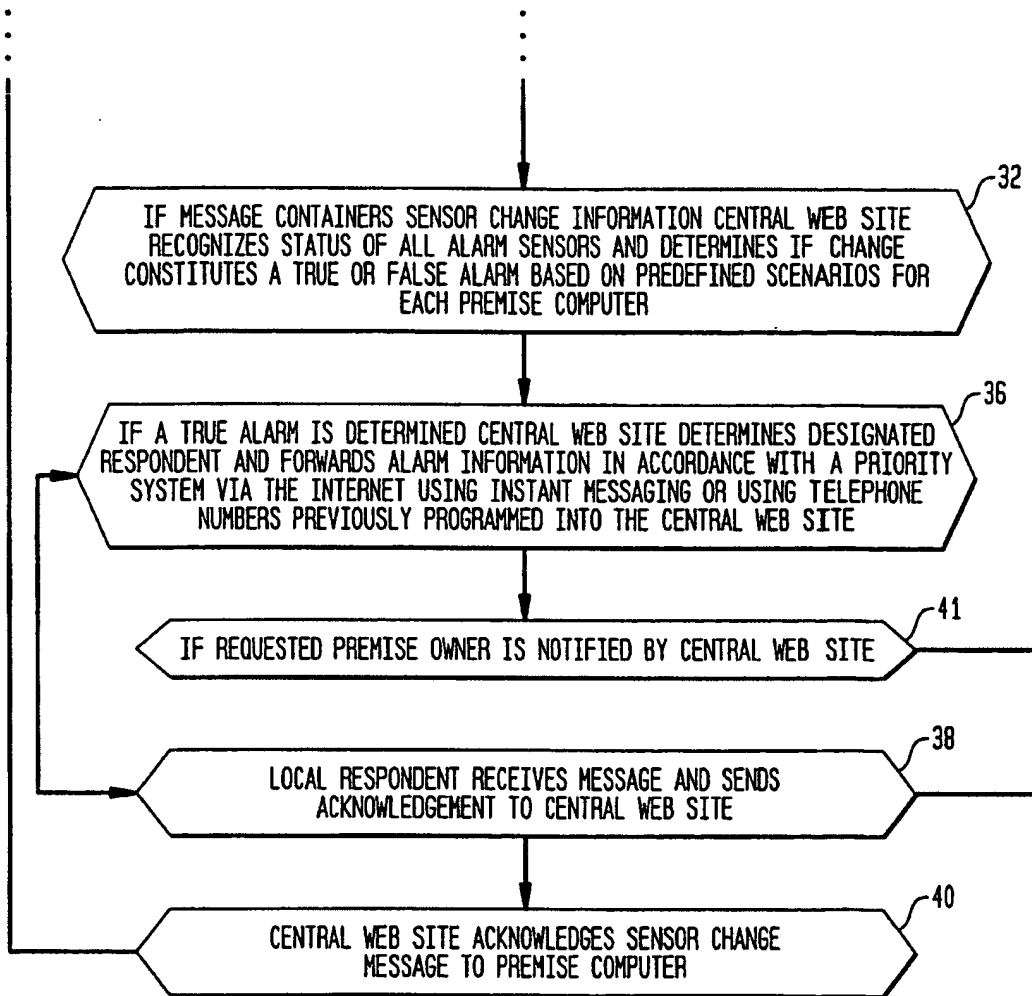 32
IF MESSAGE CONTAINERS SENSOR CHANGE INFORMATION CENTRAL WEB SITE
RECOGNIZES STATUS OF ALL ALARM SENSORS AND DETERMINES IF CHANGE
CONSTITUTES A TRUE OR FALSE ALARM BASED ON PREDEFINED SCENARIOS FOR
EACH PREMISE COMPUTER
36
IF A TRUE ALARM IS DETERMINED CENTRAL WEB SITE DETERMINES DESIGNATED
RESPONDENT AND FORWARDS ALARM INFORMATION IN ACCORDANCE WITH A PRIORITY
SYSTEM VIA THE INTERNET USING INSTANT MESSAGING OR USING TELEPHONE
NUMBERS PREVIOUSLY PROGRAMMED INTO THE CENTRAL WEB SITE
41
IF REQUESTED PREMISE OWNER IS NOTIFIED BY CENTRAL WEB SITE
38
LOCAL RESPONDENT RECEIVES MESSAGE AND SENDS
ACKNOWLEDGEMENT TO CENTRAL WEB SITE
40
CENTRAL WEB SITE ACKNOWLEDGES SENSOR CHANGE
MESSAGE TO PREMISE COMPUTER